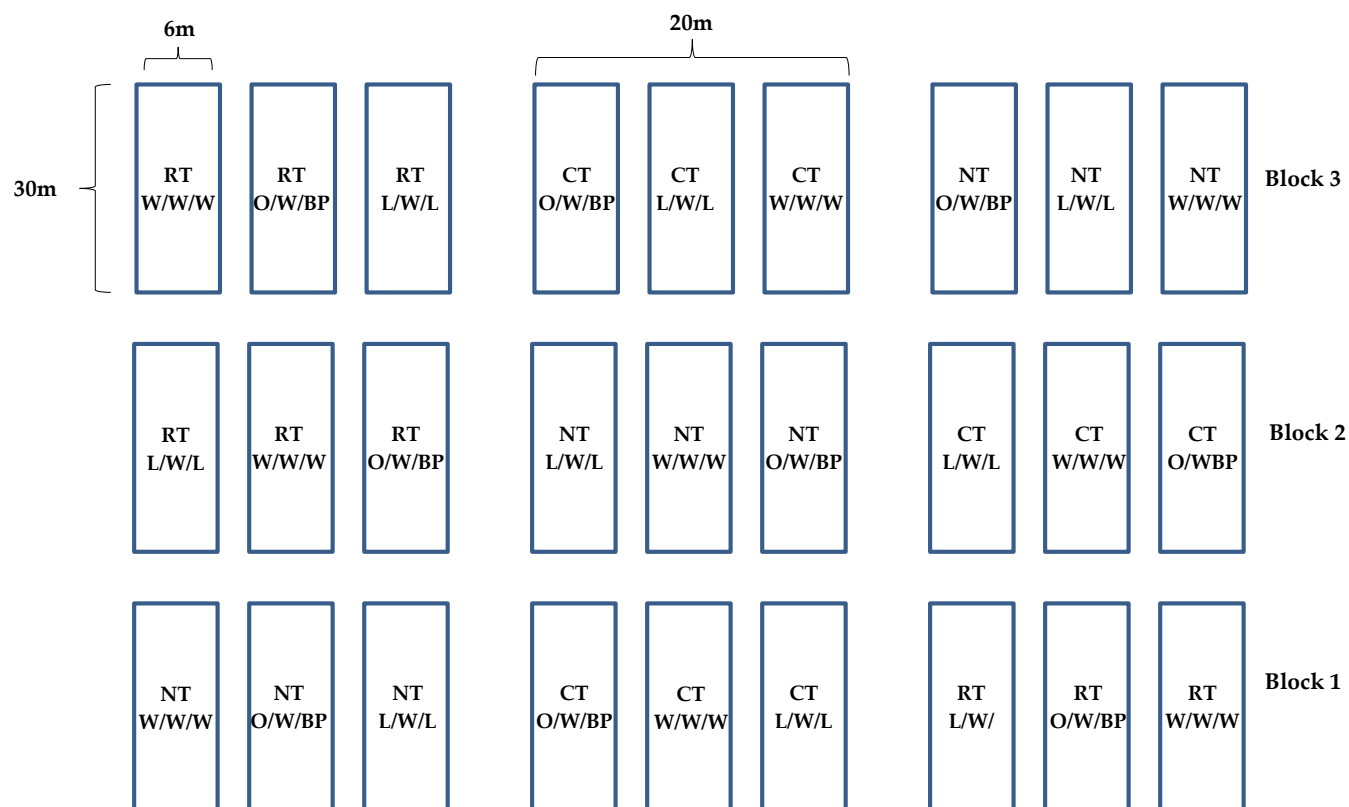 6m
20m
30m
RT
W/W/W
RT
O/W/BP
RT
L/W/L
CT
O/W/BP
CT
L/W/L
CT
W/W/W
NT
O/W/BP
NT
L/W/L
NT
W/W/W
Block 3
RT
L/W/L
RT
W/W/W
RT
O/W/BP
NT
L/W/L
NT
W/W/W
NT
O/W/BP
CT
L/W/L
CT
W/W/W
CT
O/WBP
Block 2
NT
W/W/W
NT
O/W/BP
NT
L/W/L
CT
O/W/BP
CT
W/W/W
CT
L/W/L
RT
L/W/
RT
O/W/BP
RT
W/W/W
Block 1